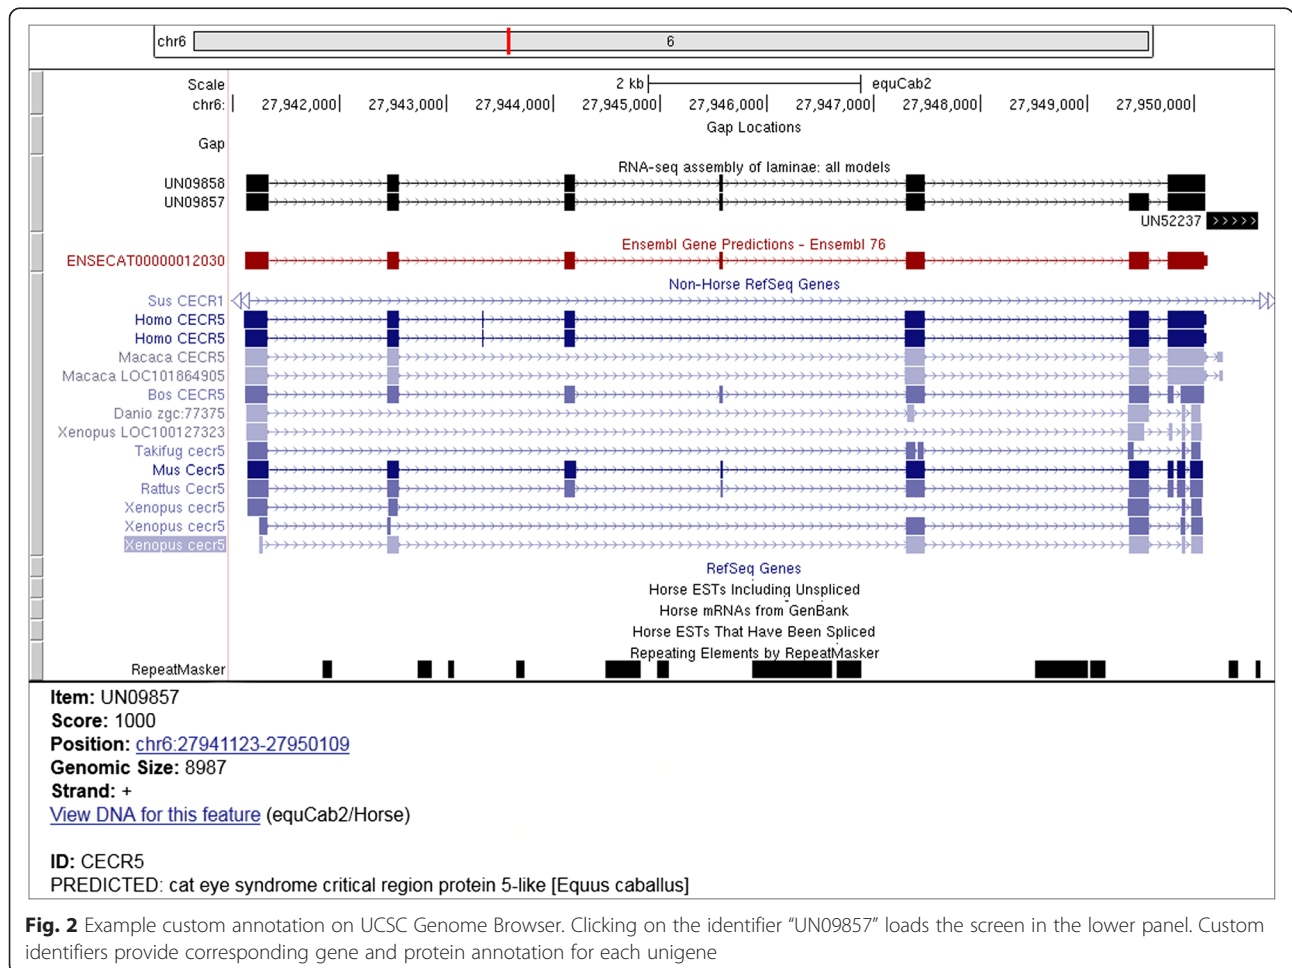 chr6 6
Scale 2 kb equCab2
chr6: 27,942,000 27,943,000 27,944,000 27,945,000 27,946,000 27,947,000 27,948,000 27,949,000 27,950,000
Gap Locations
Gap
RNA-seq assembly of laminae: all models
UN09858
UN09857
UN52237
Ensembl Gene Predictions - Ensembl 76
ENSECAT00000012030
Non-Horse RefSeq Genes
Sus CECR1
Homo CECR5
Homo CECR5
Macaca CECR5
Macaca LOC101864905
Bos CECR5
Danio zgc:77375
Xenopus LOC100127323
Takifug cecr5
Mus Cecr5
Rattus Cecr5
Xenopus cecr5
Xenopus cecr5
Xenopus cecr5
RefSeq Genes
Horse ESTs Including Unspliced
Horse mRNAs from GenBank
Horse ESTs That Have Been Spliced
Repeating Elements by RepeatMasker
RepeatMasker
Item: UN09857
Score: 1000
Position: chr6:27941123-27950109
Genomic Size: 8987
Strand: +
View DNA for this feature (equCab2/Horse)
ID: CECR5
PREDICTED: cat eye syndrome critical region protein 5-like [Equus caballus]
Fig. 2 Example custom annotation on UCSC Genome Browser. Clicking on the identifier “UN09857” loads the screen in the lower panel. Custom
identifiers provide corresponding gene and protein annotation for each unigene